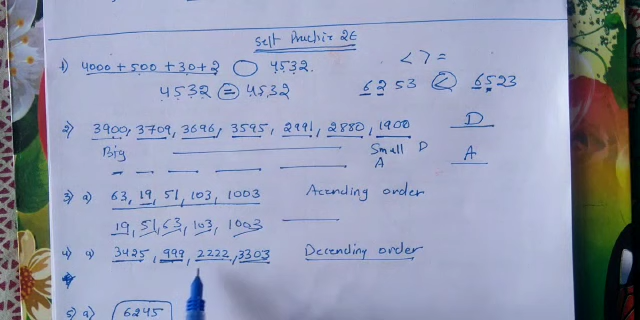 Self Practice 2E
1) 4000 + 500 + 30 + 2 ◯ 4532. < > =
4532 = 4532 6253 < 6523
2) 3900, 3709, 3696, 3595, 2991, 2880, 1900 D
Big Small D
A A
3) a) 63, 19, 51, 103, 1003 Acending order
19, 51, 63, 103, 1003
4) a) 3425, 999, 2222, 3303 Decending order
5) a) 6245